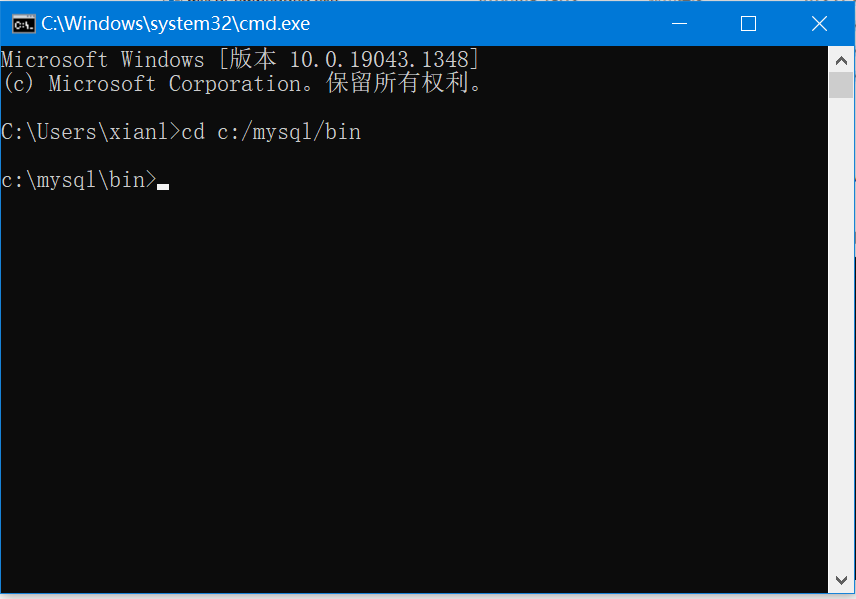 C:\Windows\system32\cmd.exe
Microsoft Windows [版本 10.0.19043.1348]
(c) Microsoft Corporation。保留所有权利。
C:\Users\xianl>cd c:/mysql/bin
c:\mysql\bin>